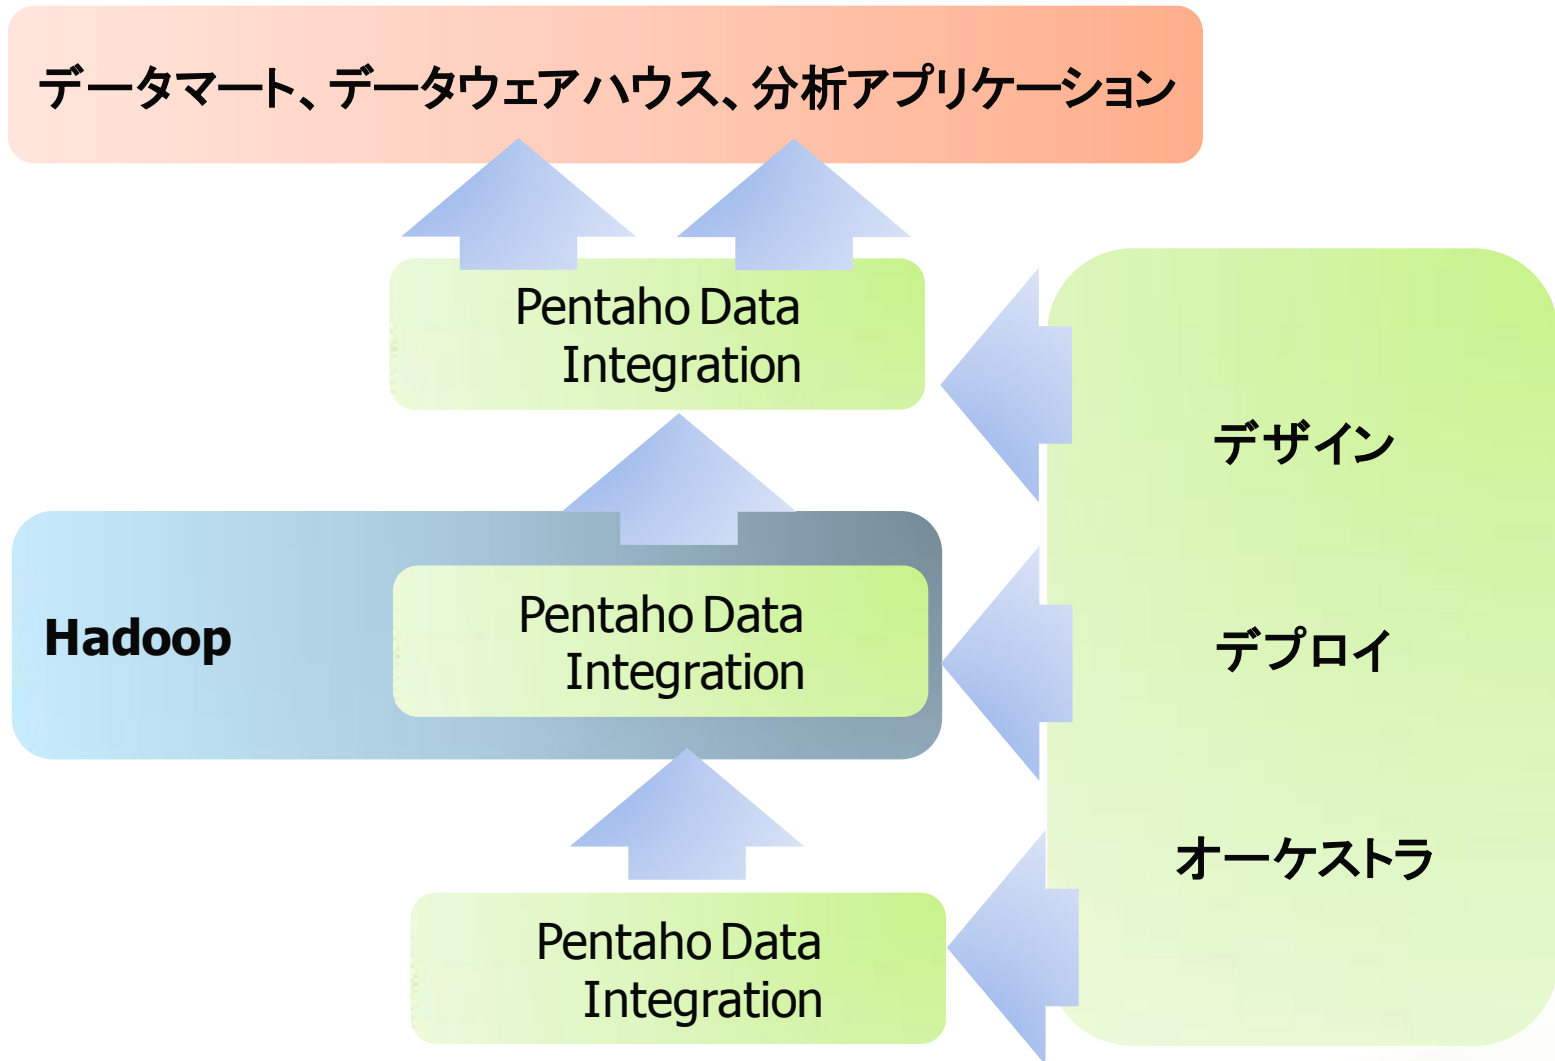 データマート、データウェアハウス、分析アプリケーション
Pentaho Data
Integration
デザイン
Hadoop
Pentaho Data
Integration
デプロイ
オーケストラ
Pentaho Data
Integration